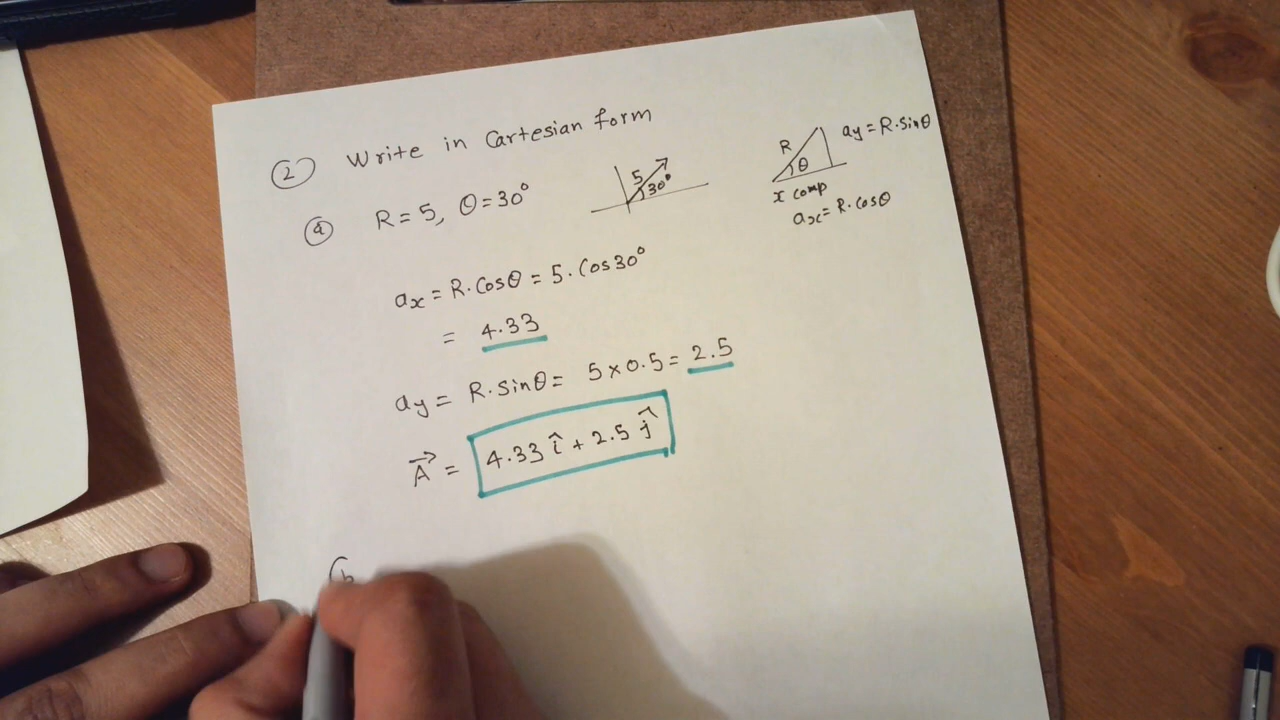 ② Write in Cartesian form
ⓐ R = 5, θ = 30°
5
30°
R
θ
ay = R·sinθ
x comp
ax = R·cosθ
ax = R·Cosθ = 5·Cos30°
= 4.33
ay = R·sinθ = 5 × 0.5 = 2.5
A⃗ = 4.33 î + 2.5 ĵ
b